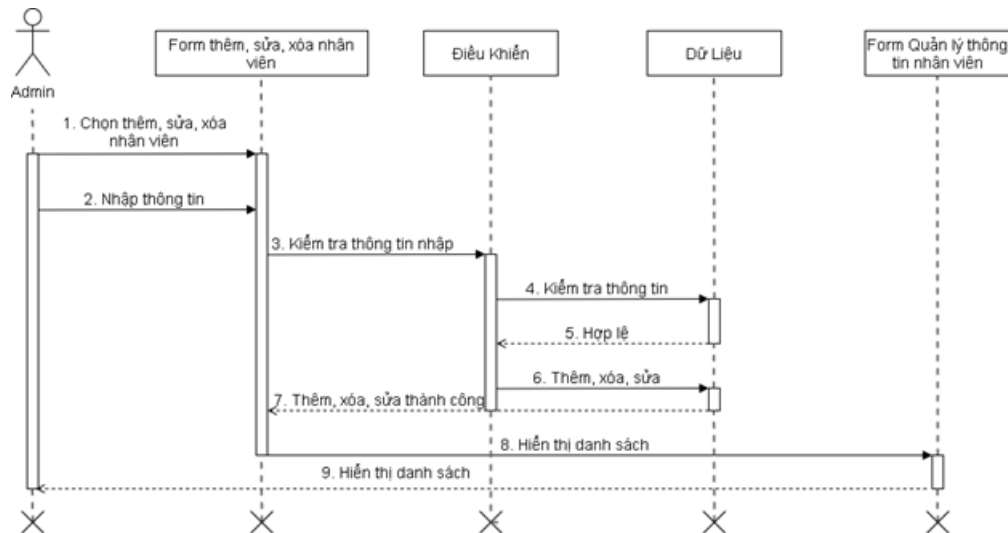 Admin
Form thêm, sửa, xóa nhân
viên
Điều Khiển
Dữ Liệu
Form Quản lý thông
tin nhân viên
1. Chọn thêm, sửa, xóa
nhân viên
2. Nhập thông tin
3. Kiểm tra thông tin nhập
4. Kiểm tra thông tin
5. Hợp lệ
6. Thêm, xóa, sửa
7. Thêm, xóa, sửa thành công
8. Hiển thị danh sách
9. Hiển thị danh sách